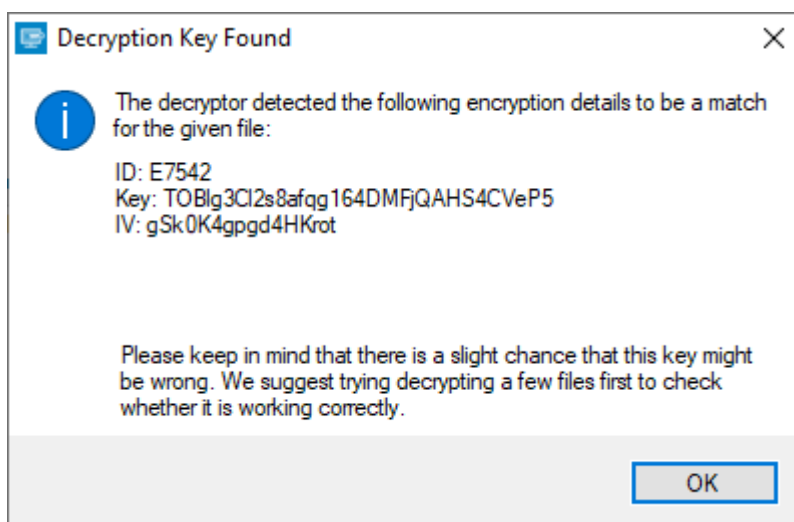 Decryption Key Found
The decryptor detected the following encryption details to be a match
for the given file:
ID: E7542
Key: TOBIg3Cl2s8afqg164DMFjQAHS4CVeP5
IV: gSk0K4gpgd4HKrot
Please keep in mind that there is a slight chance that this key might
be wrong. We suggest trying decrypting a few files first to check
whether it is working correctly.
OK